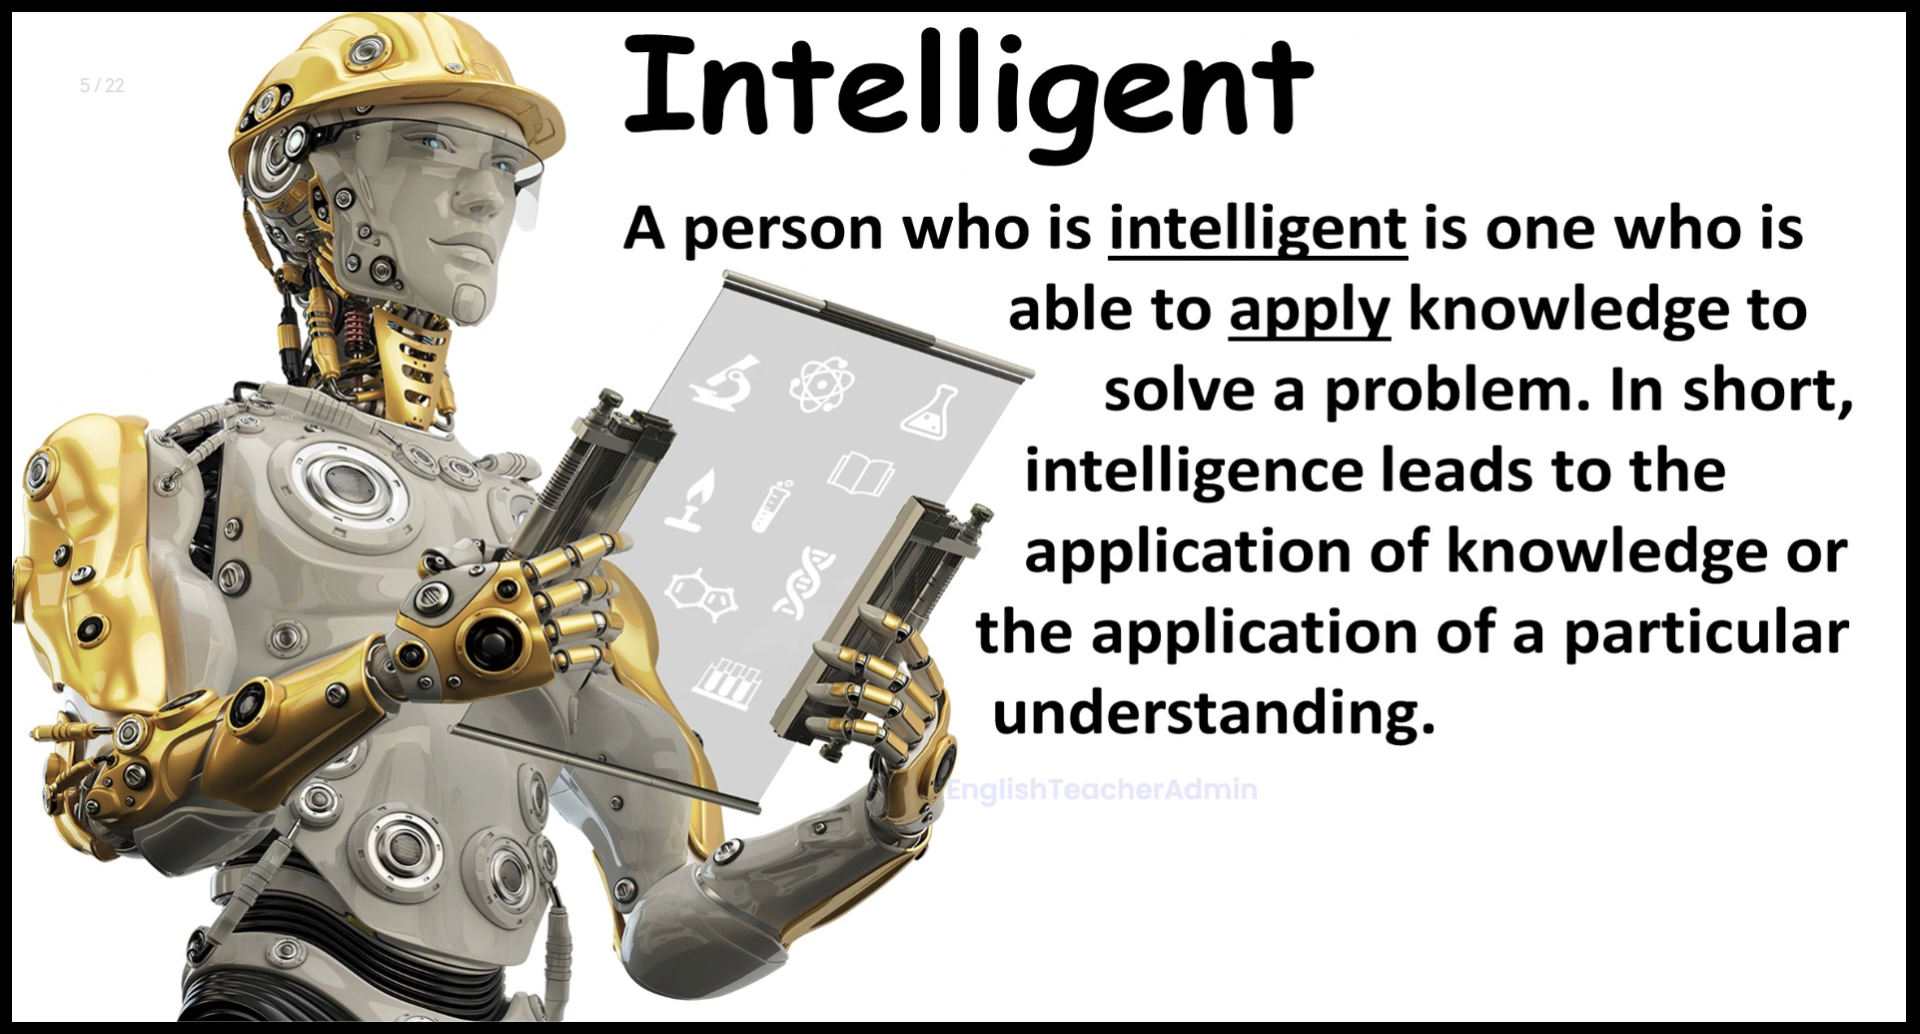 5 / 22
Intelligent
A person who is intelligent is one who is
able to apply knowledge to
solve a problem. In short,
intelligence leads to the
application of knowledge or
the application of a particular
understanding.
EnglishTeacherAdmin